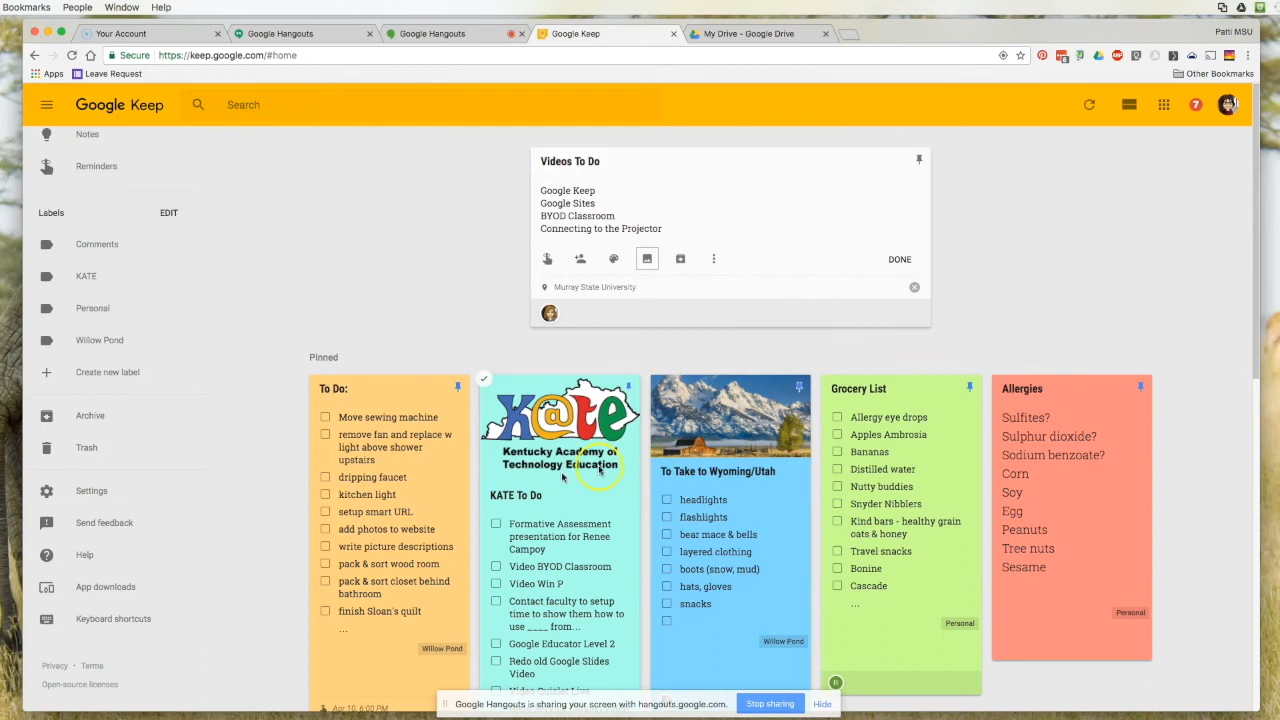 Bookmarks People Window Help
Your Account
Google Hangouts
Google Hangouts
Google Keep
My Drive - Google Drive
Patti MSU
Secure https://keep.google.com/#home
Apps Leave Request
Other Bookmarks
Google Keep
Search
7
Notes
Reminders
Labels EDIT
Comments
KATE
Personal
Willow Pond
Create new label
Archive
Trash
Settings
Send feedback
Help
App downloads
Keyboard shortcuts
Privacy · Terms
Open-source licenses
Videos To Do
Google Keep
Google Sites
BYOD Classroom
Connecting to the Projector
DONE
Murray State University
Pinned
To Do:
Move sewing machine
remove fan and replace w
light above shower
upstairs
dripping faucet
kitchen light
setup smart URL
add photos to website
write picture descriptions
pack & sort wood room
pack & sort closet behind
bathroom
finish Sloan's quilt
...
Willow Pond
Apr 10, 6:00 PM
K@TE
Kentucky Academy of
Technology Education
KATE To Do
Formative Assessment
presentation for Renee
Campoy
Video BYOD Classroom
Video Win P
Contact faculty to setup
time to show them how to
use ____ from...
Google Educator Level 2
Redo old Google Slides
Video
Video Quizlet Live
To Take to Wyoming/Utah
headlights
flashlights
bear mace & bells
layered clothing
boots (snow, mud)
hats, gloves
snacks
Willow Pond
Grocery List
Allergy eye drops
Apples Ambrosia
Bananas
Distilled water
Nutty buddies
Snyder Nibblers
Kind bars - healthy grain
oats & honey
Travel snacks
Bonine
Cascade
...
Personal
R
Allergies
Sulfites?
Sulphur dioxide?
Sodium benzoate?
Corn
Soy
Egg
Peanuts
Tree nuts
Sesame
Personal
Google Hangouts is sharing your screen with hangouts.google.com.
Stop sharing
Hide